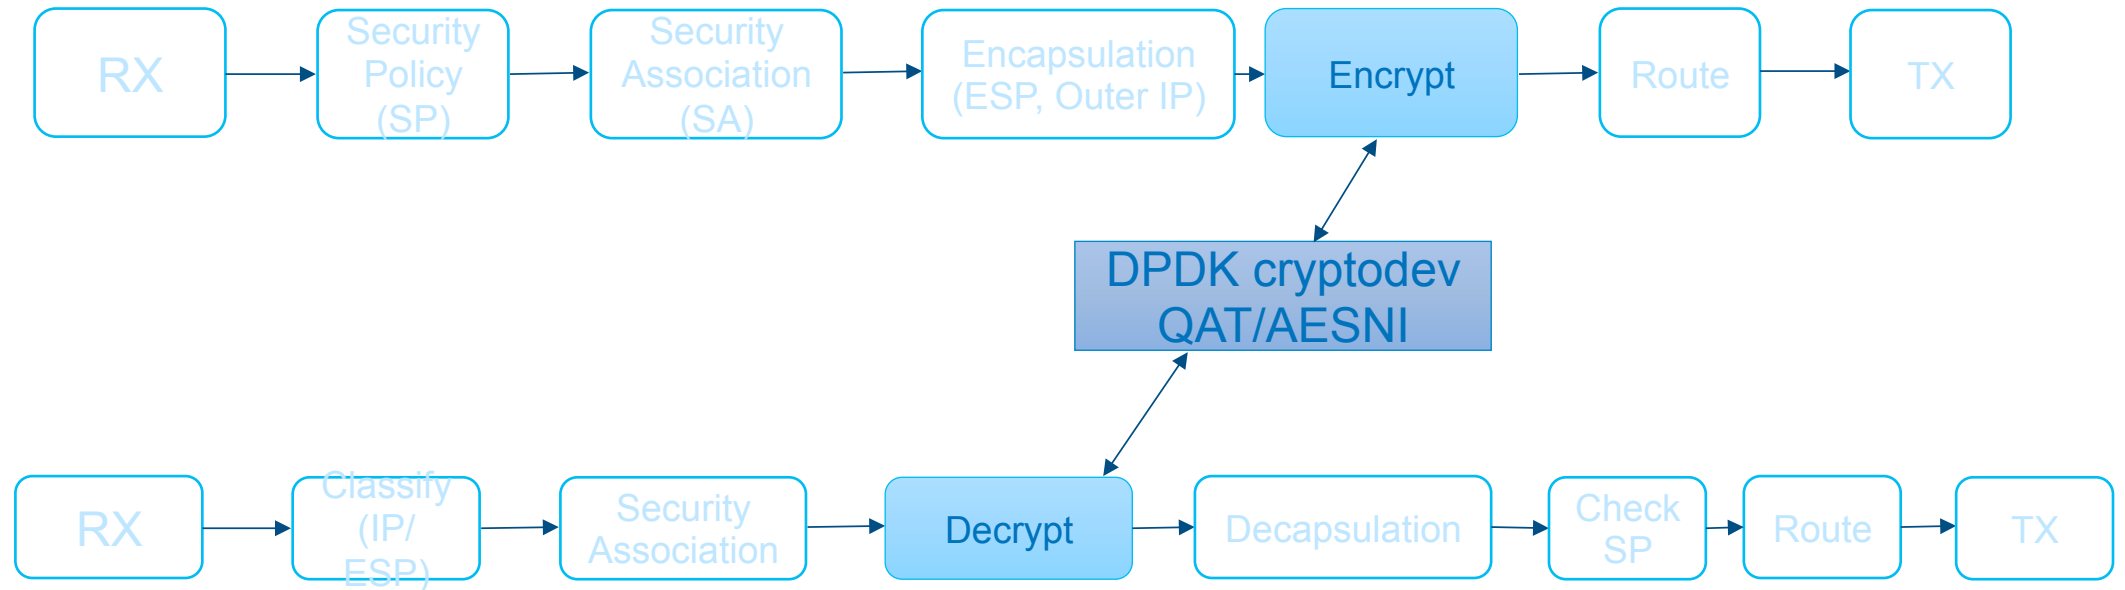 RX
Security
Policy
(SP)
Security
Association
(SA)
Encapsulation
(ESP, Outer IP)
Encrypt
Route
TX
DPDK cryptodev
QAT/AESNI
RX
Classify
(IP/
ESP)
Security
Association
Decrypt
Decapsulation
Check
SP
Route
TX